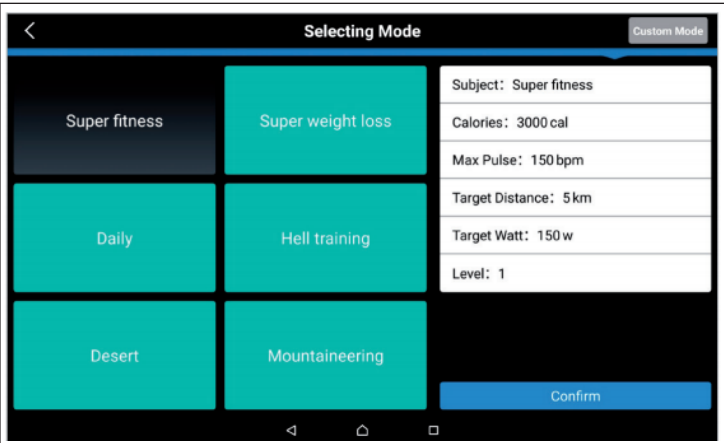 Selecting Mode
Custom Mode
Super fitness
Super weight loss
Daily
Hell training
Desert
Mountaineering
Subject: Super fitness
Calories: 3000 cal
Max Pulse: 150 bpm
Target Distance: 5 km
Target Watt: 150 w
Level: 1
Confirm